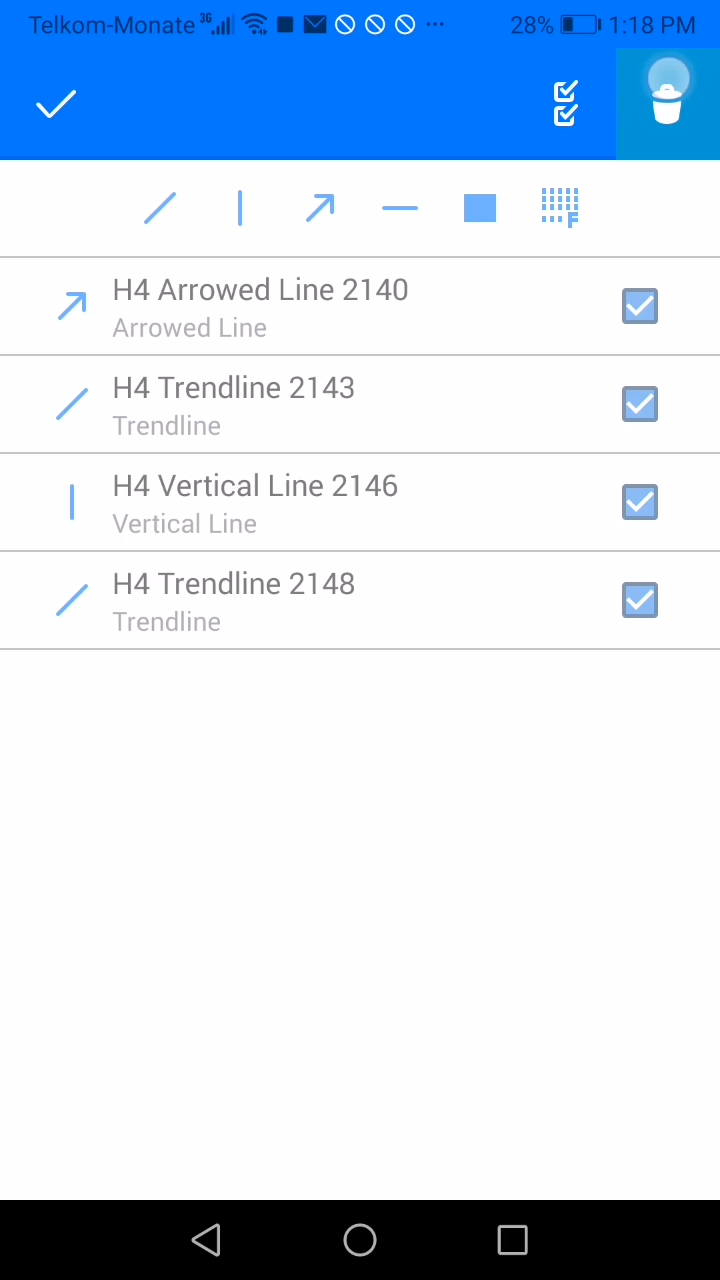 Telkom-Monate 3G 28% 1:18 PM
F
H4 Arrowed Line 2140
Arrowed Line
H4 Trendline 2143
Trendline
H4 Vertical Line 2146
Vertical Line
H4 Trendline 2148
Trendline